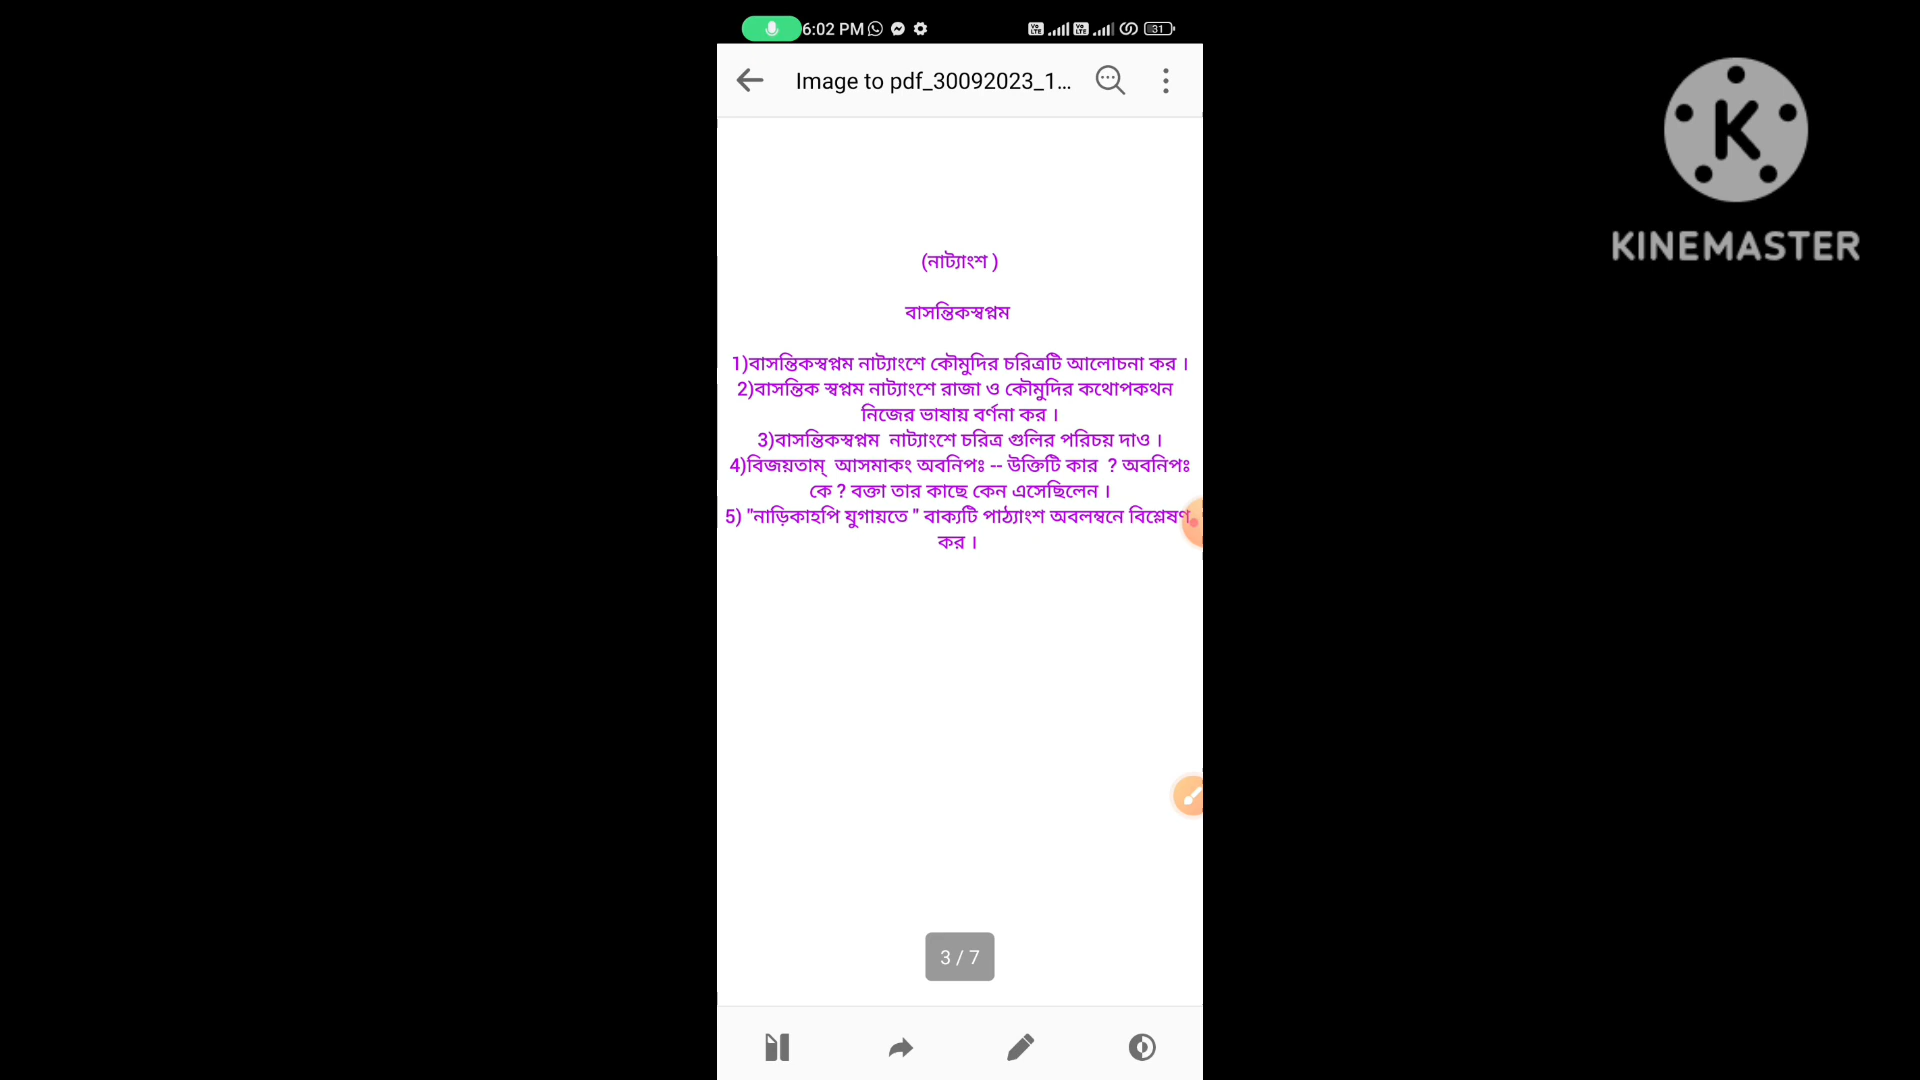 6:02 PM
31
Image to pdf_30092023_1...
(নাট্যাংশ )
বাসন্তিকস্বপ্নম
1)বাসন্তিকস্বপ্নম নাট্যাংশে কৌমুদির চরিত্রটি আলোচনা কর ।
2)বাসন্তিক স্বপ্নম নাট্যাংশে রাজা ও কৌমুদির কথোপকথন
নিজের ভাষায় বর্ণনা কর ।
3)বাসন্তিকস্বপ্নম নাট্যাংশে চরিত্র গুলির পরিচয় দাও ।
4)বিজয়তাম্ আসমাকং অবনিপঃ -- উক্তিটি কার ? অবনিপঃ
কে ? বক্তা তার কাছে কেন এসেছিলেন ।
5) "নাড়িকাহপি যুগায়তে " বাক্যটি পাঠ্যাংশ অবলম্বনে বিশ্লেষণ
কর ।
3 / 7
K
KINEMASTER